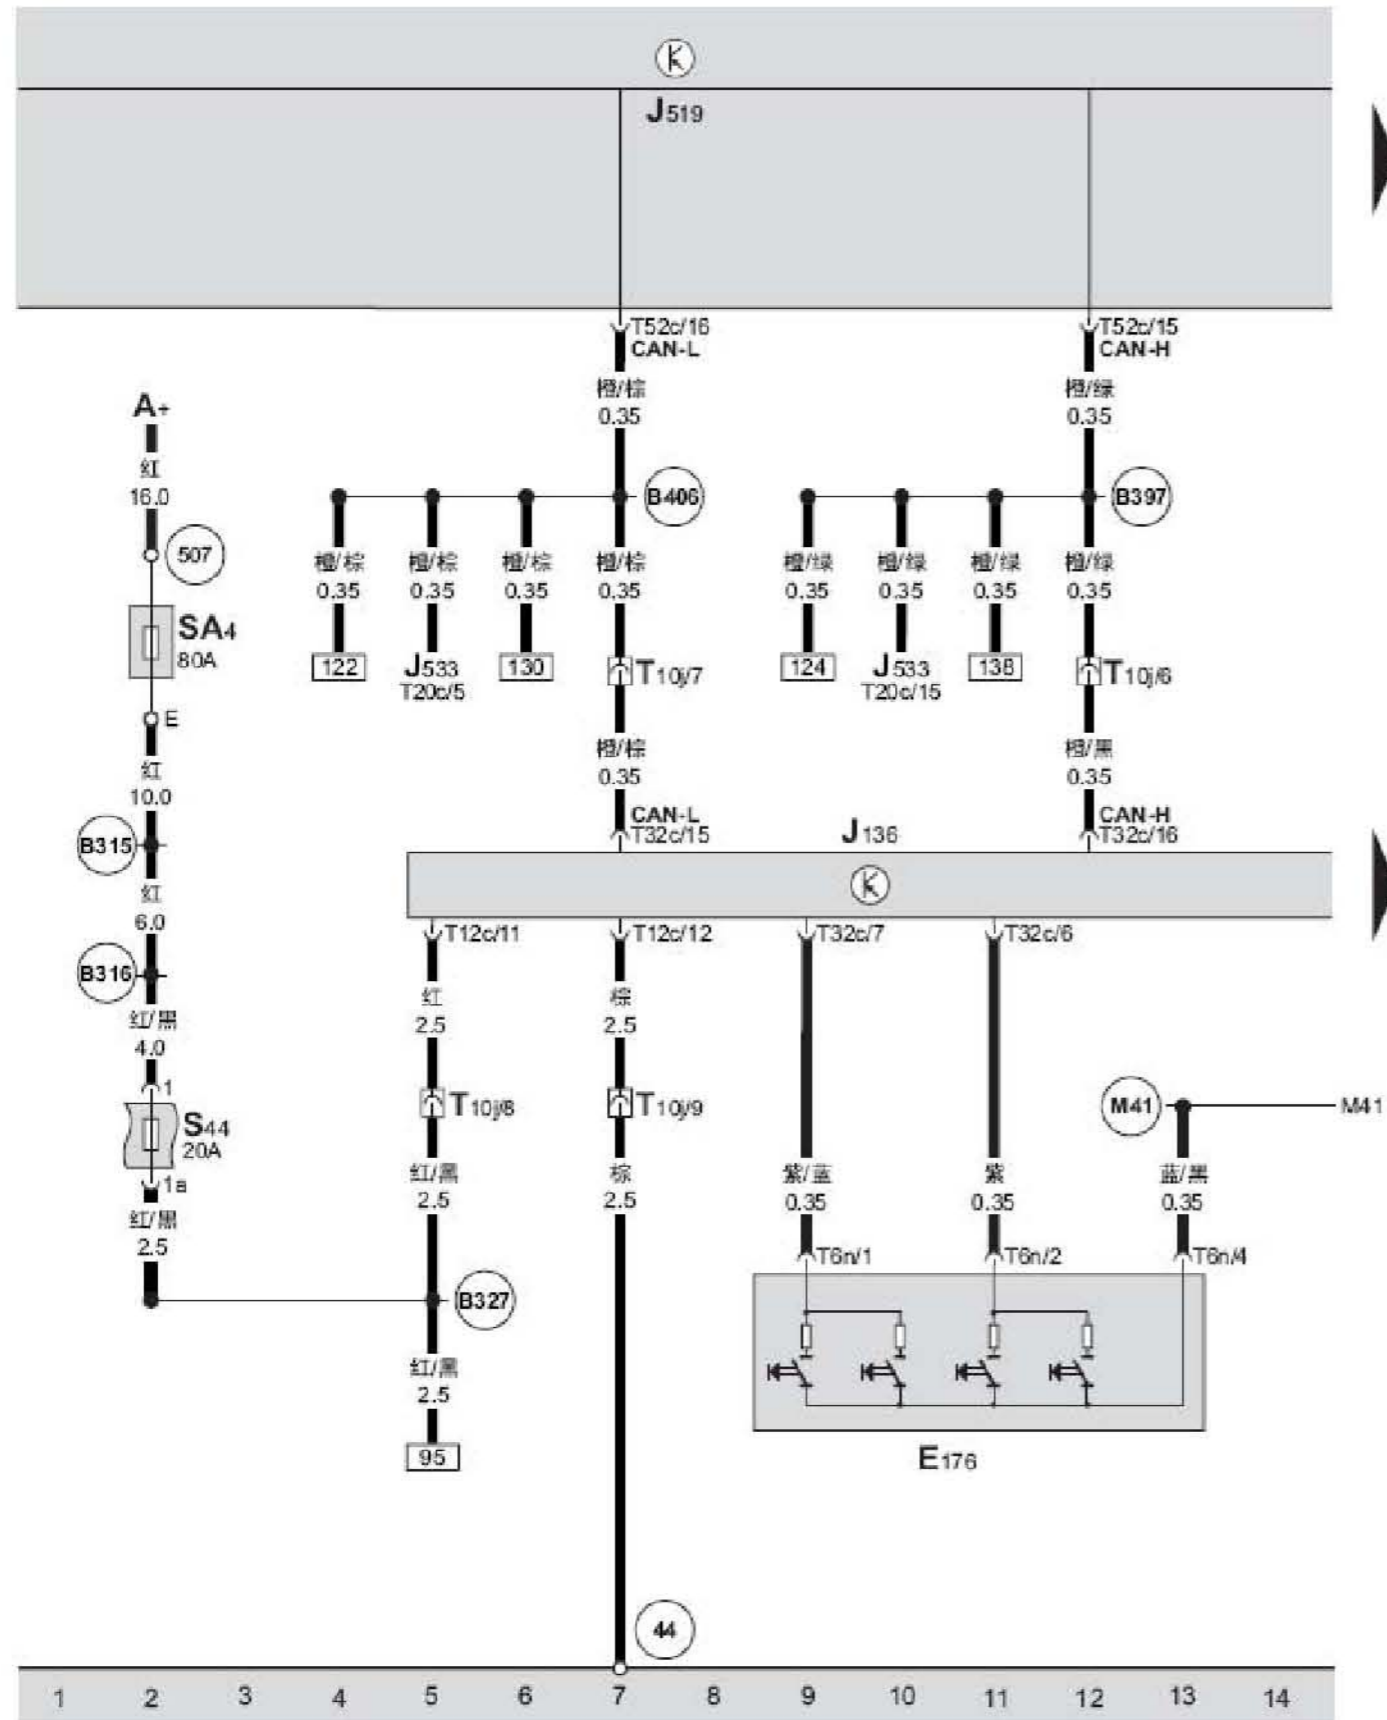 K
J519
T52c/16
CAN-L
T52c/15
CAN-H
橙/棕
0.35
橙/绿
0.35
A+
红
16.0
B406
B397
507
橙/棕
0.35
橙/棕
0.35
橙/棕
0.35
橙/棕
0.35
橙/绿
0.35
橙/绿
0.35
橙/绿
0.35
橙/绿
0.35
SA4
80A
122
J533
T20c/5
130
T10j/7
124
J533
T20c/15
138
T10j/6
E
红
10.0
橙/棕
0.35
橙/黑
0.35
CAN-L
T32c/15
J136
CAN-H
T32c/16
B315
K
红
6.0
T12c/11
T12c/12
T32c/7
T32c/6
B316
红
2.5
棕
2.5
红/黑
4.0
1
T10j/8
T10j/9
M41
M41
S44
20A
1a
红/黑
2.5
红/黑
2.5
棕
2.5
紫/蓝
0.35
紫
0.35
蓝/黑
0.35
T6n/1
T6n/2
T6n/4
B327
红/黑
2.5
95
E176
44
1 2 3 4 5 6 7 8 9 10 11 12 13 14